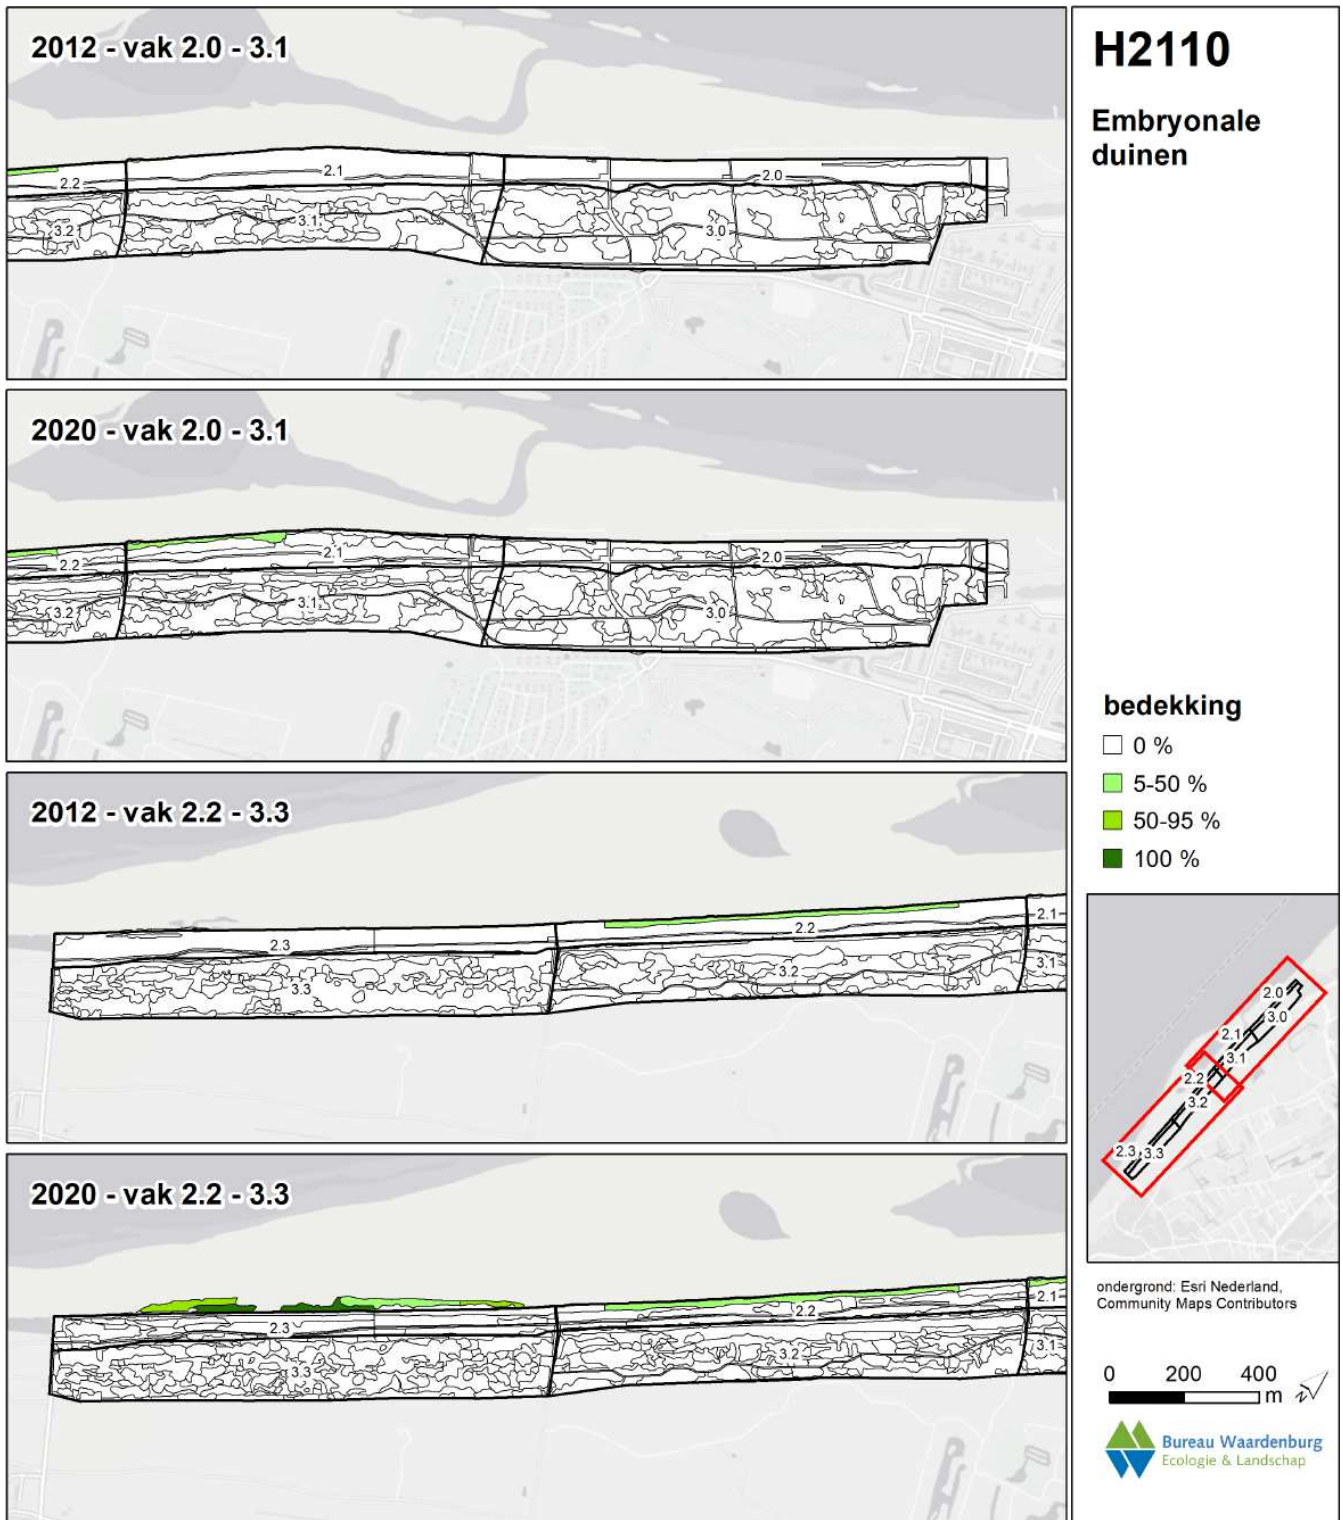 2012 - vak 2.0 - 3.1
2.1
2.0
2.2
3.2
3.1
3.0
2020 - vak 2.0 - 3.1
2.1
2.0
2.2
3.2
3.1
3.0
2012 - vak 2.2 - 3.3
2.1
2.2
2.3
3.1
3.2
3.3
2020 - vak 2.2 - 3.3
2.1
2.2
2.3
3.1
3.2
3.3
H2110
Embryonale
duinen
bedekking
0 %
5-50 %
50-95 %
100 %
2.0
3.0
2.1
3.1
2.2
3.2
2.3
3.3
ondergrond: Esri Nederland,
Community Maps Contributors
0 200 400
m
N
Bureau Waardenburg
Ecologie & Landschap